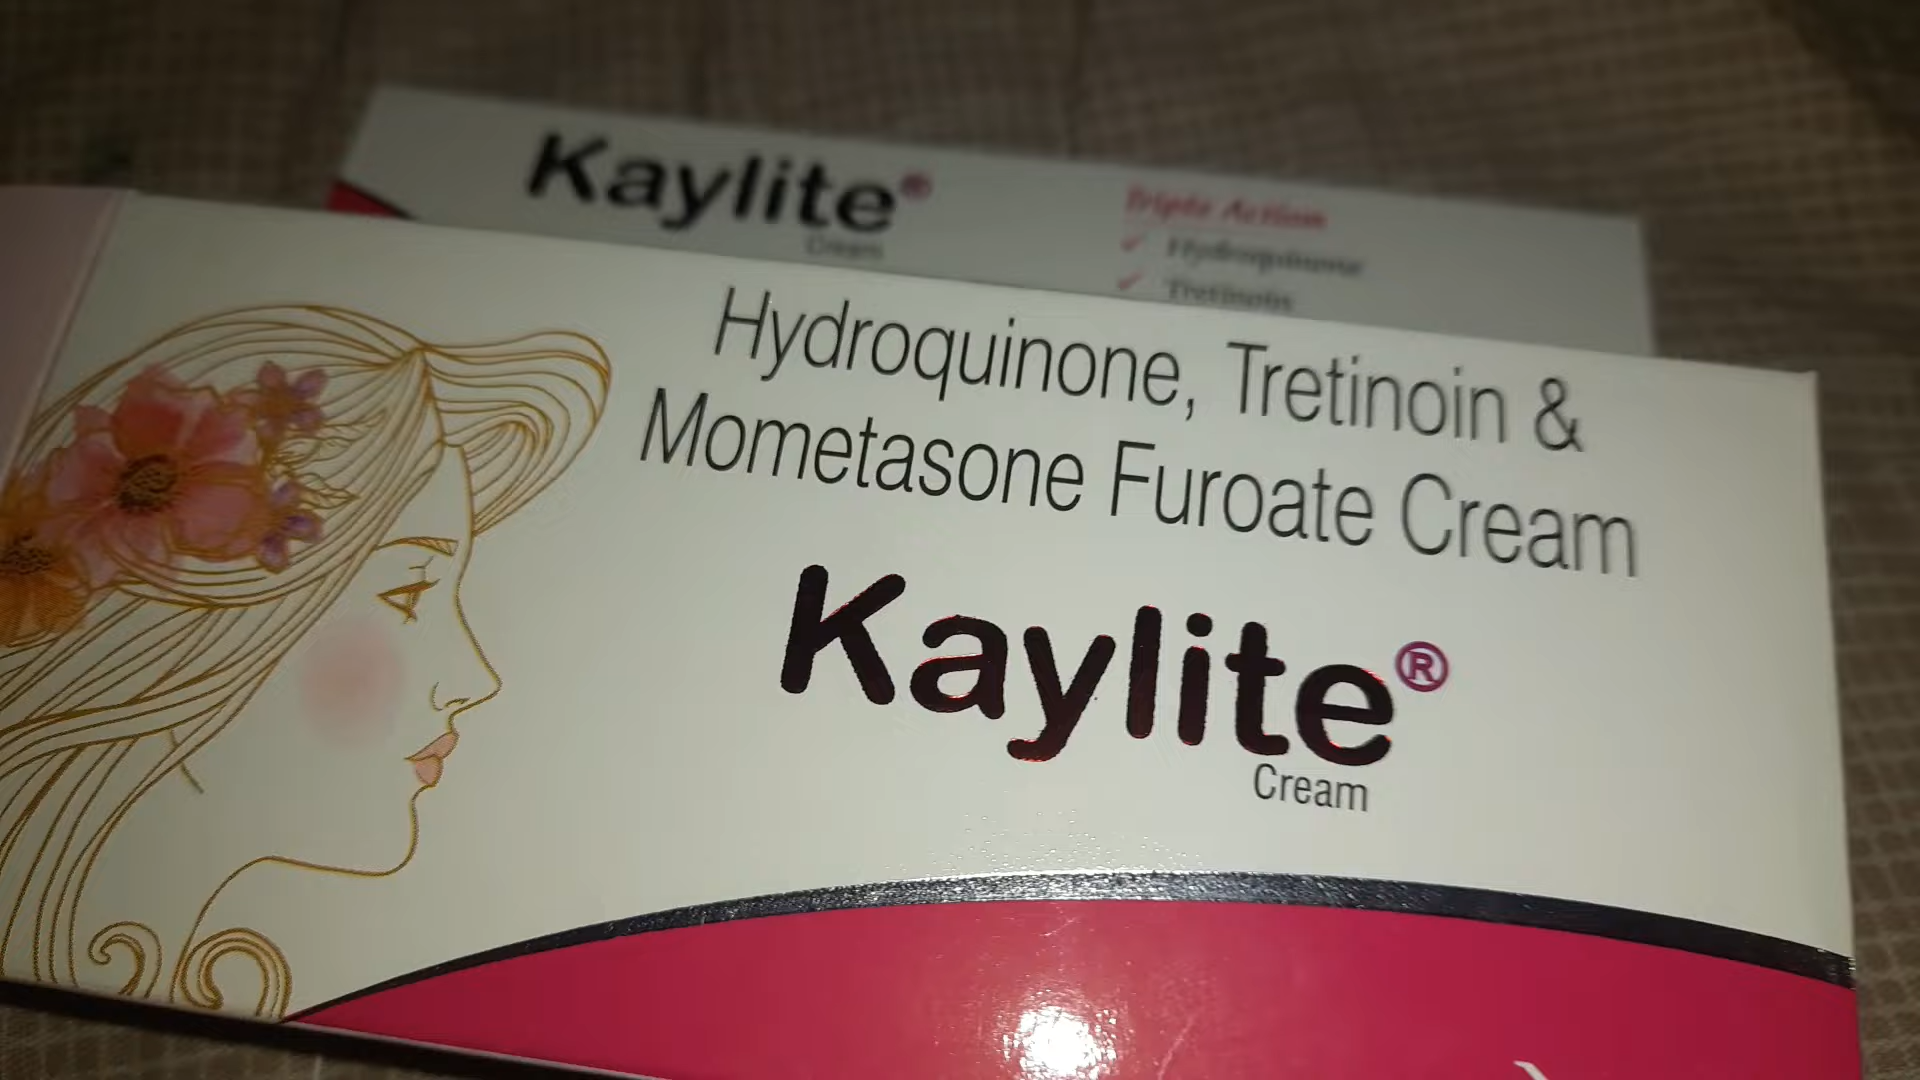 Kaylite®
Cream
Triple Action
✓ Hydroquinone
✓ Tretinoin
Hydroquinone, Tretinoin &
Mometasone Furoate Cream
Kaylite®
Cream